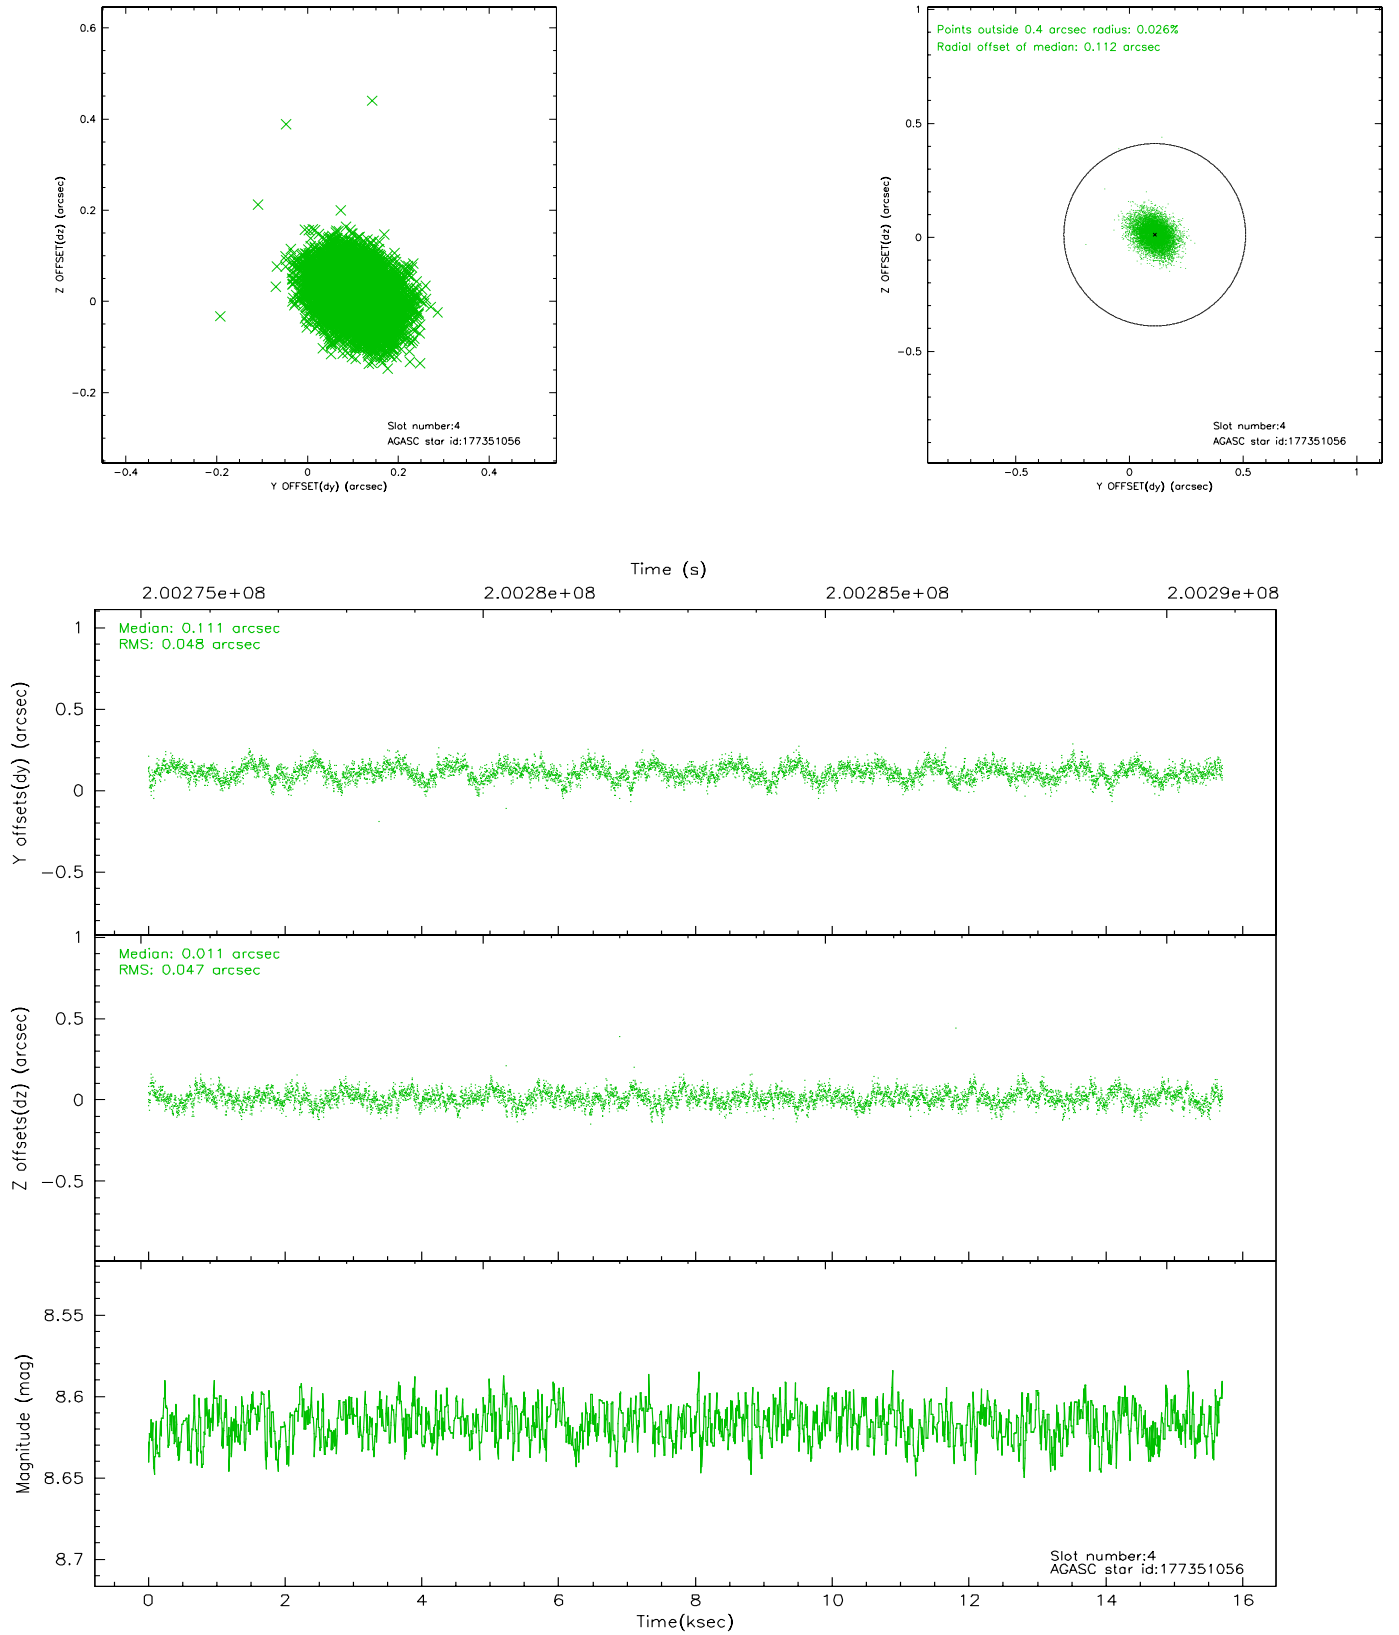 0.6
0.4
0.2
0
−0.2
Z OFFSET(dz) (arcsec)
Slot number:4
AGASC star id:177351056
−0.4 −0.2 0 0.2 0.4
Y OFFSET(dy) (arcsec)
Points outside 0.4 arcsec radius: 0.026%
Radial offset of median: 0.112 arcsec
1
0.5
0
−0.5
Z OFFSET(dz) (arcsec)
Slot number:4
AGASC star id:177351056
−0.5 0 0.5 1
Y OFFSET(dy) (arcsec)
Time (s)
2.00275e+08 2.0028e+08 2.00285e+08 2.0029e+08
Median: 0.111 arcsec
RMS: 0.048 arcsec
1
0.5
0
−0.5
Y offsets(dy) (arcsec)
Median: 0.011 arcsec
RMS: 0.047 arcsec
1
0.5
0
−0.5
Z offsets(dz) (arcsec)
8.55
8.6
8.65
8.7
Magnitude (mag)
Slot number:4
AGASC star id:177351056
0 2 4 6 8 10 12 14 16
Time(ksec)